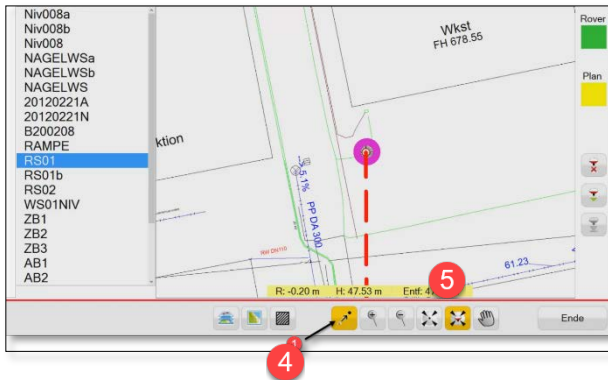 Niv008a
Niv008b
Niv008
NAGELWSa
NAGELWSb
NAGELWS
20120221A
20120221N
B200208
RAMPE
RS01
RS01b
RS02
WS01NIV
ZB1
ZB2
ZB3
AB1
AB2
ktion
Wkst
FH 678.55
5.1%
PP DA 300
61.23
R: -0.20 m H: 47.53 m Entf: 4
5
Rover
Plan
4
Ende